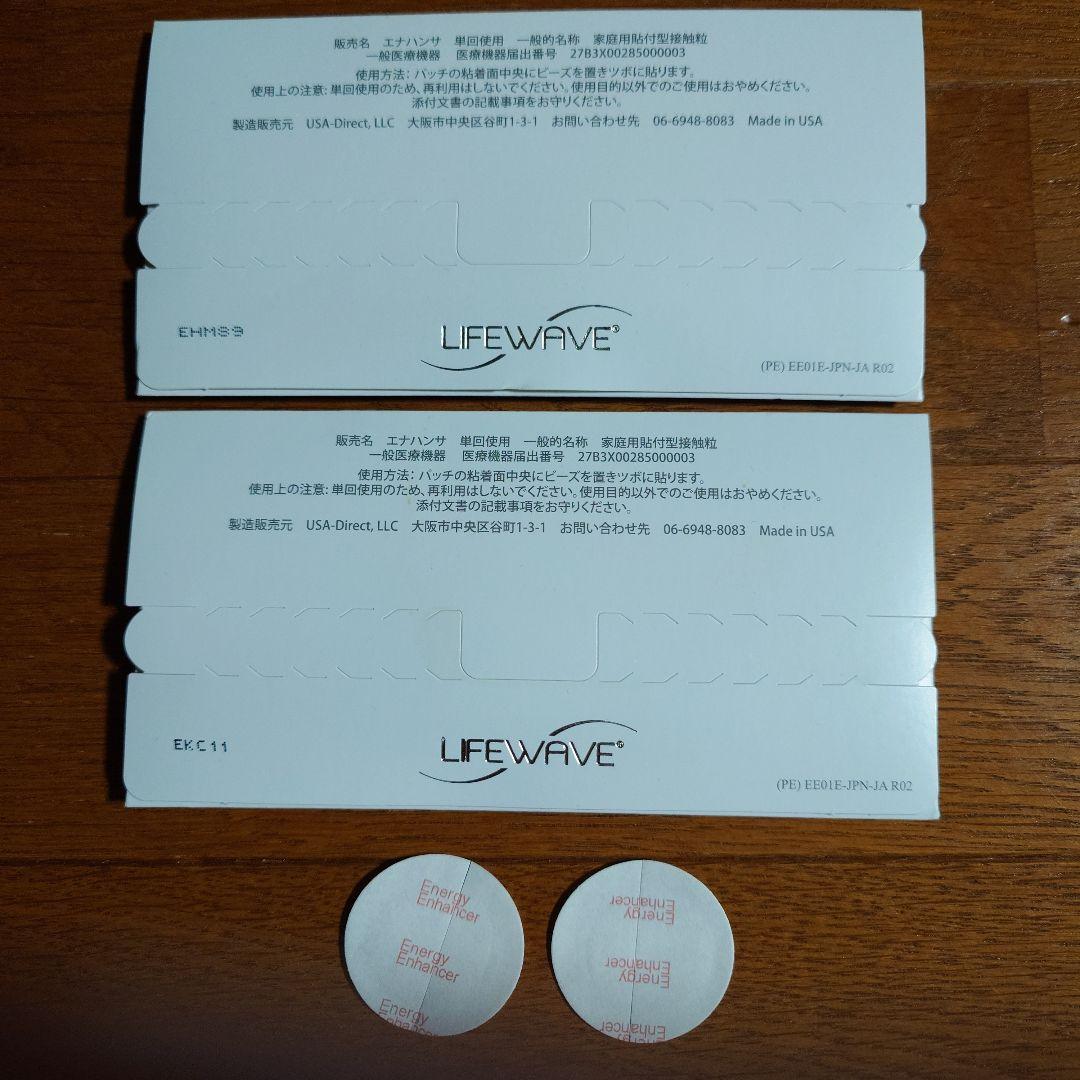 販売名　エナハンサ　単回使用　一般的名称　家庭用貼付型接触粒
一般医療機器　医療機器届出番号　27B3X00285000003
使用方法：パッチの粘着面中央にビーズを置きツボに貼ります。
使用上の注意: 単回使用のため、再利用はしないでください。使用目的以外でのご使用はおやめください。
添付文書の記載事項をお守りください。
製造販売元　USA-Direct, LLC　大阪市中央区谷町1-3-1　お問い合わせ先　06-6948-8083　Made in USA
EHM89
LIFEWAVE®
(PE) EE01E-JPN-JA R02
販売名　エナハンサ　単回使用　一般的名称　家庭用貼付型接触粒
一般医療機器　医療機器届出番号　27B3X00285000003
使用方法：パッチの粘着面中央にビーズを置きツボに貼ります。
使用上の注意: 単回使用のため、再利用はしないでください。使用目的以外でのご使用はおやめください。
添付文書の記載事項をお守りください。
製造販売元　USA-Direct, LLC　大阪市中央区谷町1-3-1　お問い合わせ先　06-6948-8083　Made in USA
EKC11
LIFEWAVE®
(PE) EE01E-JPN-JA R02
Energy
Enhancer
Energy
Enhancer
Energy
Enhancer
Energy
Enhancer
Energy
Enhancer
Energy
Enhancer